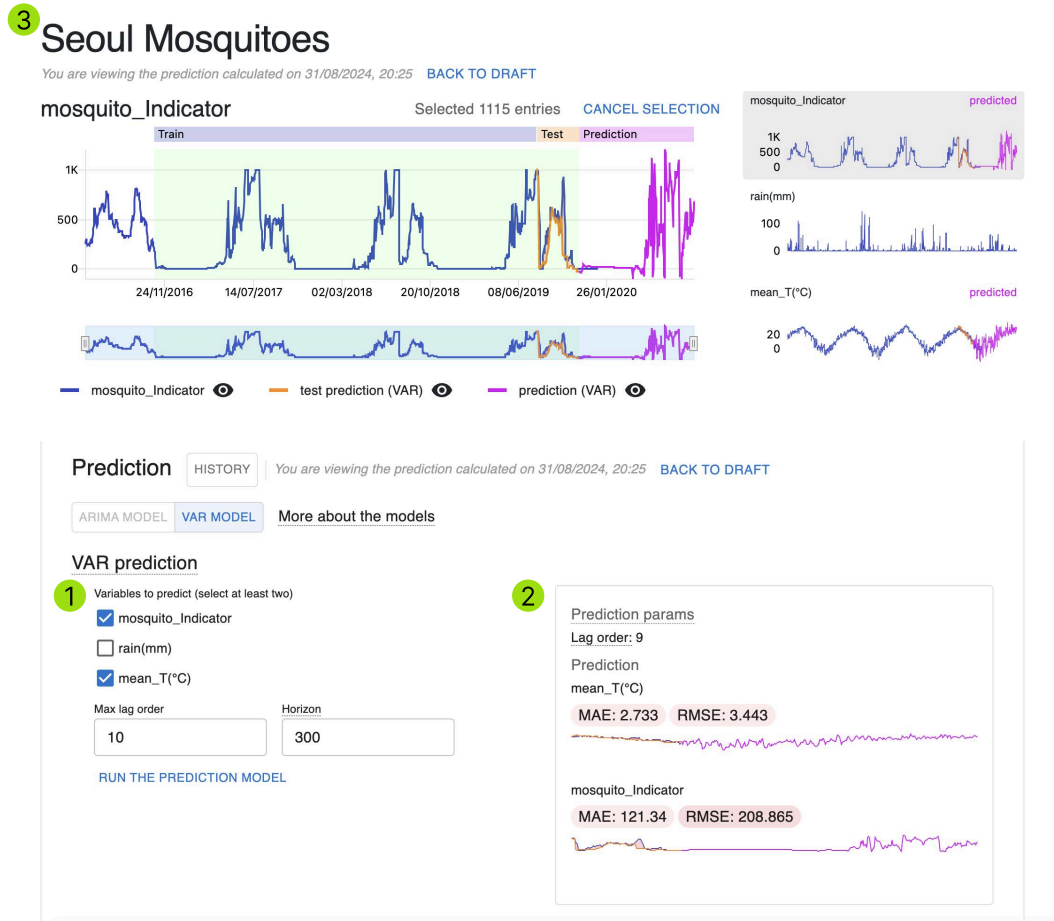 3
Seoul Mosquitoes
You are viewing the prediction calculated on 31/08/2024, 20:25 BACK TO DRAFT
mosquito_Indicator Selected 1115 entries CANCEL SELECTION
Train Test Prediction
1K
500
0
24/11/2016 14/07/2017 02/03/2018 20/10/2018 08/06/2019 26/01/2020
mosquito_Indicator test prediction (VAR) prediction (VAR)
mosquito_Indicator predicted
1K
500
0
rain(mm)
100
0
mean_T(°C) predicted
20
0
Prediction HISTORY You are viewing the prediction calculated on 31/08/2024, 20:25 BACK TO DRAFT
ARIMA MODEL VAR MODEL More about the models
VAR prediction
1
Variables to predict (select at least two)
mosquito_Indicator
rain(mm)
mean_T(°C)
Max lag order Horizon
10 300
RUN THE PREDICTION MODEL
2
Prediction params
Lag order: 9
Prediction
mean_T(°C)
MAE: 2.733 RMSE: 3.443
mosquito_Indicator
MAE: 121.34 RMSE: 208.865